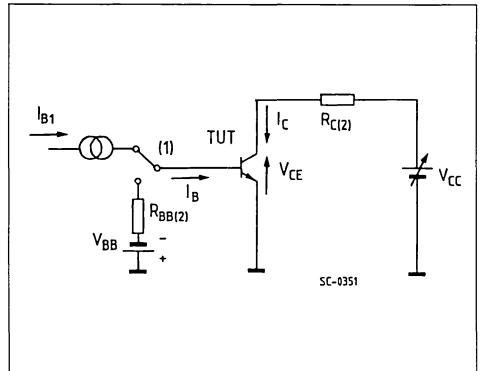 I_B1
(1)
TUT
I_C
R_C(2)
I_B
V_CE
V_CC
R_BB(2)
V_BB
-
+
SC-0351